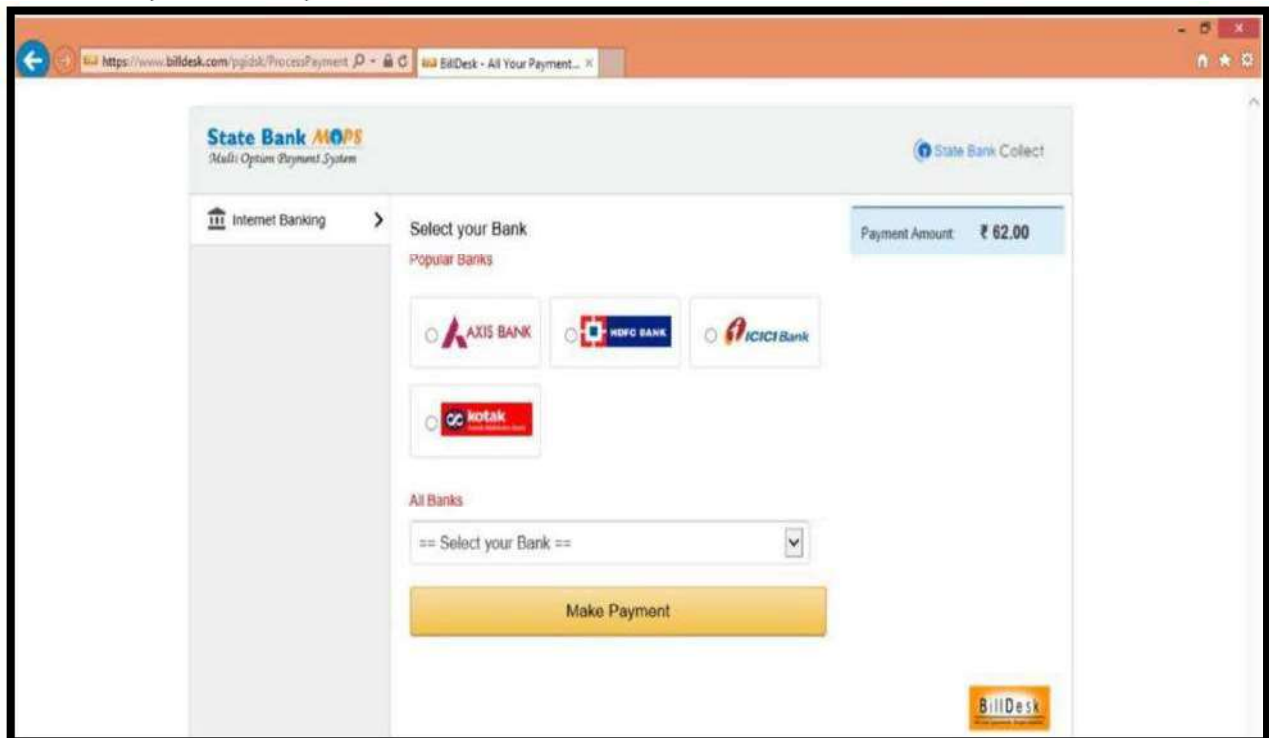 https://www.billdesk.com/pgidsk/ProcessPayment
BillDesk - All Your Payment...
State Bank MOPS
Multi Option Payment System
State Bank Collect
Internet Banking
Select your Bank
Popular Banks
Payment Amount: ₹ 62.00
AXIS BANK
HDFC BANK
ICICI Bank
kotak
All Banks
== Select your Bank ==
Make Payment
BillDesk